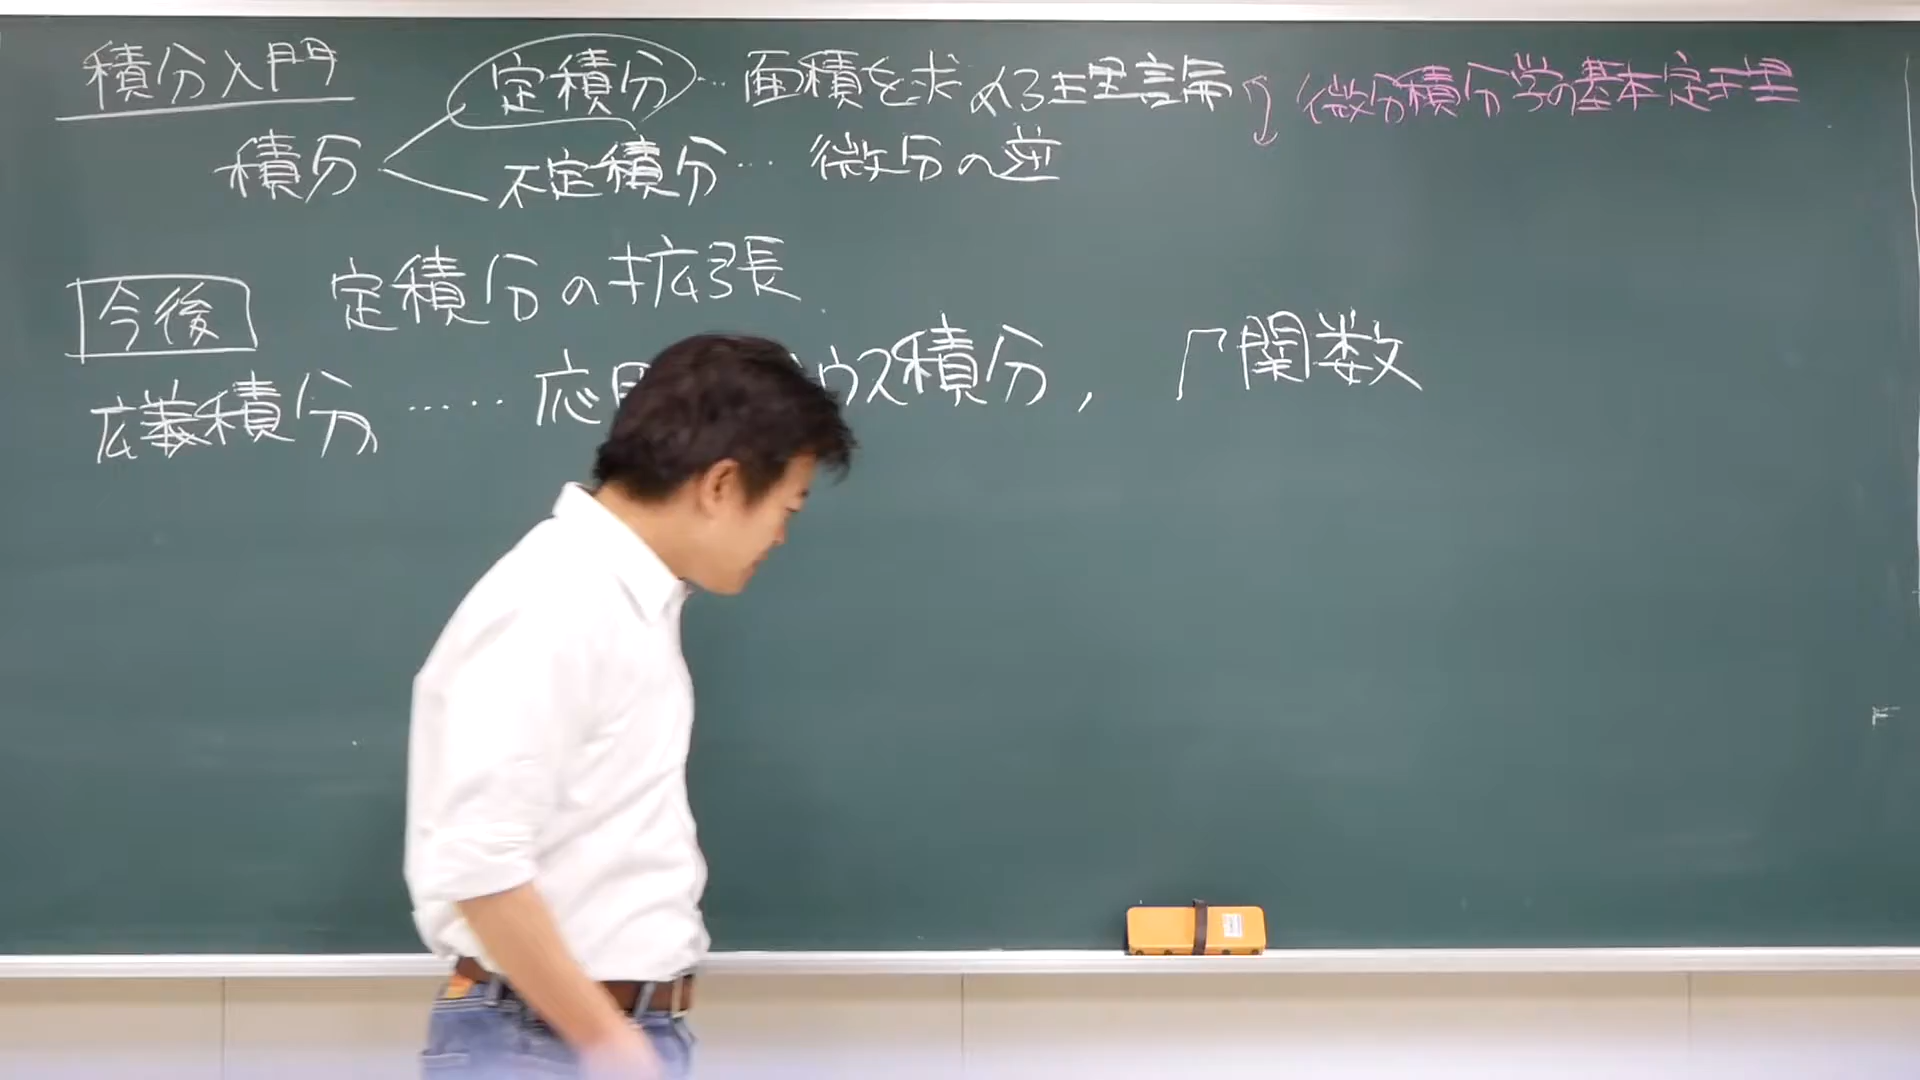 積分入門
定積分 … 面積を求める理論 微分積分学の基本定理
積分
不定積分 … 微分の逆
今後 定積分の拡張
広義積分 …… 応用 ウス積分, Γ関数